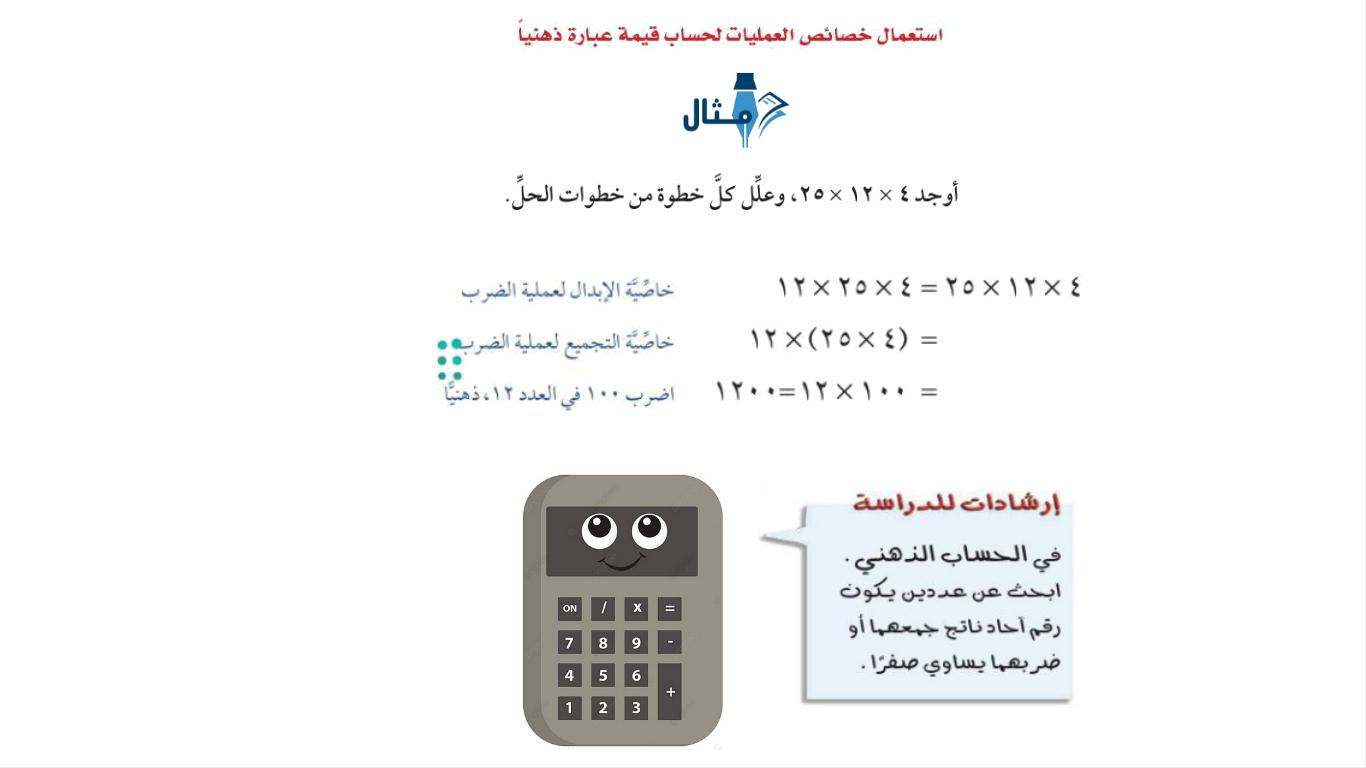 استعمال خصائص العمليات لحساب قيمة عبارة ذهنياً
مثال
أوجد ٤ × ١٢ × ٢٥، وعلِّل كلَّ خطوة من خطوات الحلِّ.
٤ × ١٢ × ٢٥ = ٤ × ٢٥ × ١٢ خاصِّيَّة الإبدال لعملية الضرب
= (٤ × ٢٥) × ١٢ خاصِّيَّة التجميع لعملية الضرب
= ١٠٠ × ١٢ = ١٢٠٠ اضرب ١٠٠ في العدد ١٢، ذهنيًّا
إرشادات للدراسة
في الحساب الذهني .
ابحث عن عددين يكون
رقم آحاد ناتج جمعهما أو
ضربهما يساوي صفرًا .
ON / x =
7 8 9 -
4 5 6 +
1 2 3